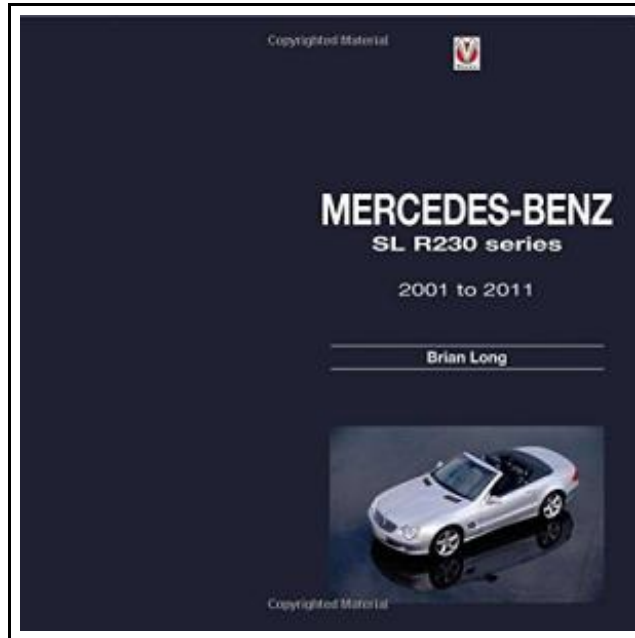 Copyrighted Material
MERCEDES-BENZ
SL R230 series
2001 to 2011
Brian Long
Copyrighted Material